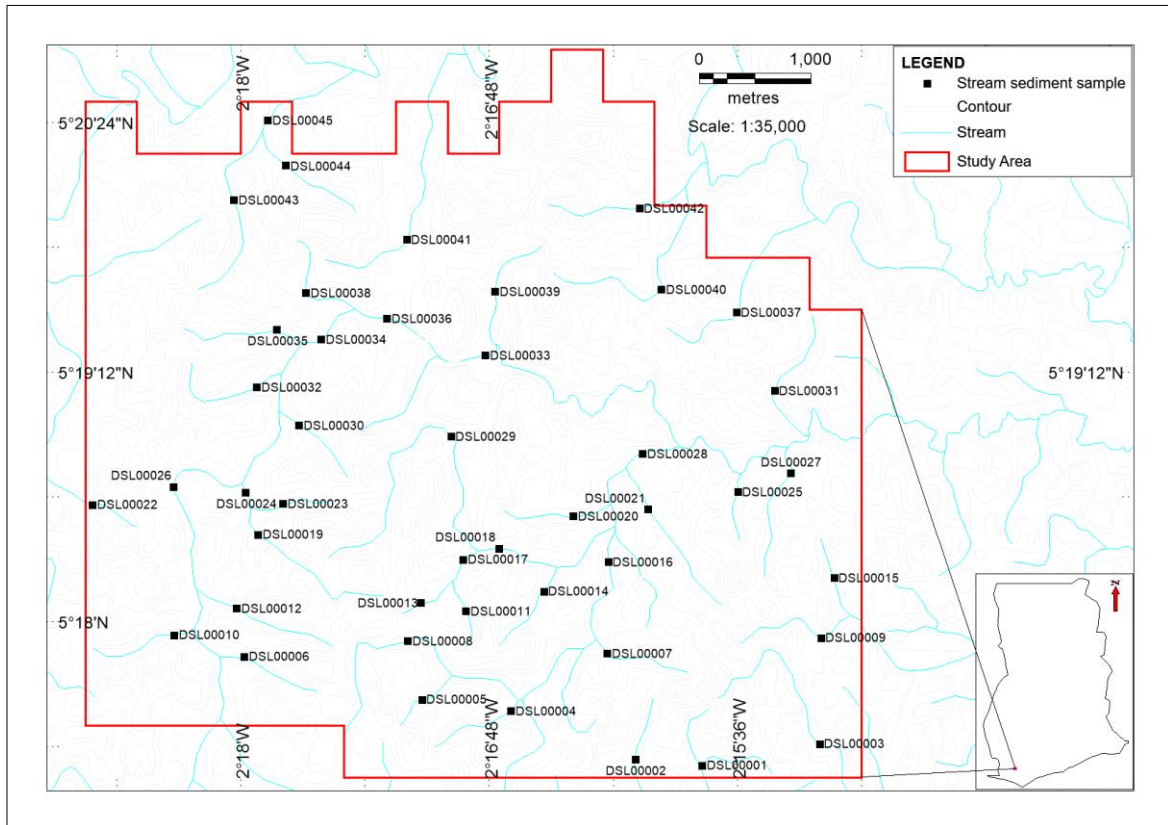 2°18'W
2°16'48"W
0 1,000
metres
Scale: 1:35,000
LEGEND
Stream sediment sample
Contour
Stream
Study Area
5°20'24"N
DSL00045
DSL00044
DSL00043
DSL00042
DSL00041
DSL00038
DSL00039
DSL00040
DSL00036
DSL00037
DSL00035
DSL00034
DSL00033
5°19'12"N
5°19'12"N
DSL00032
DSL00031
DSL00030
DSL00029
DSL00028
DSL00027
DSL00026
DSL00022
DSL00024
DSL00023
DSL00021
DSL00020
DSL00025
DSL00019
DSL00018
DSL00017
DSL00016
DSL00015
DSL00014
DSL00013
DSL00012
DSL00011
5°18'N
DSL00010
DSL00008
DSL00009
DSL00006
DSL00007
DSL00005
DSL00004
DSL00003
DSL00002
DSL00001
2°18'W
2°16'48"W
2°15'36"W
N